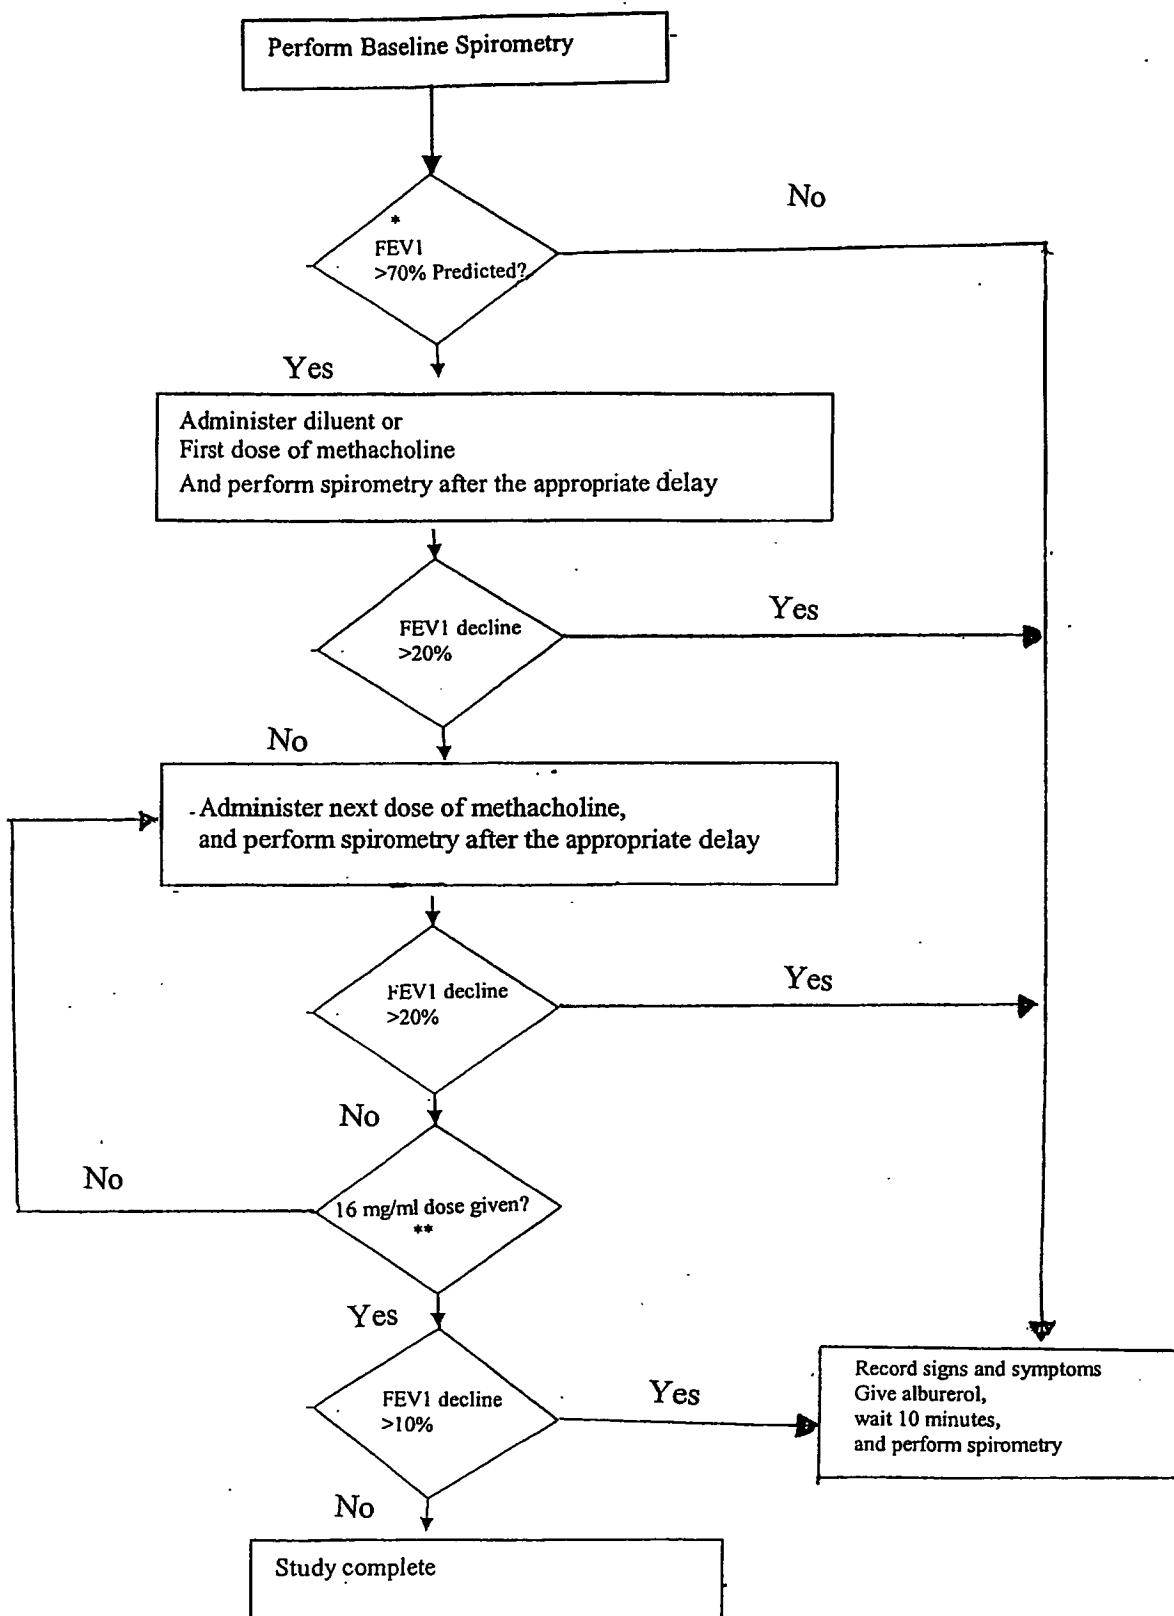 Perform Baseline Spirometry
No
*
FEV1
>70% Predicted?
Yes
Administer diluent or
First dose of methacholine
And perform spirometry after the appropriate delay
FEV1 decline
>20%
Yes
No
Administer next dose of methacholine,
and perform spirometry after the appropriate delay
FEV1 decline
>20%
Yes
No
No
16 mg/ml dose given?
**
Yes
FEV1 decline
>10%
Yes
Record signs and symptoms
Give alburerol,
wait 10 minutes,
and perform spirometry
No
Study complete